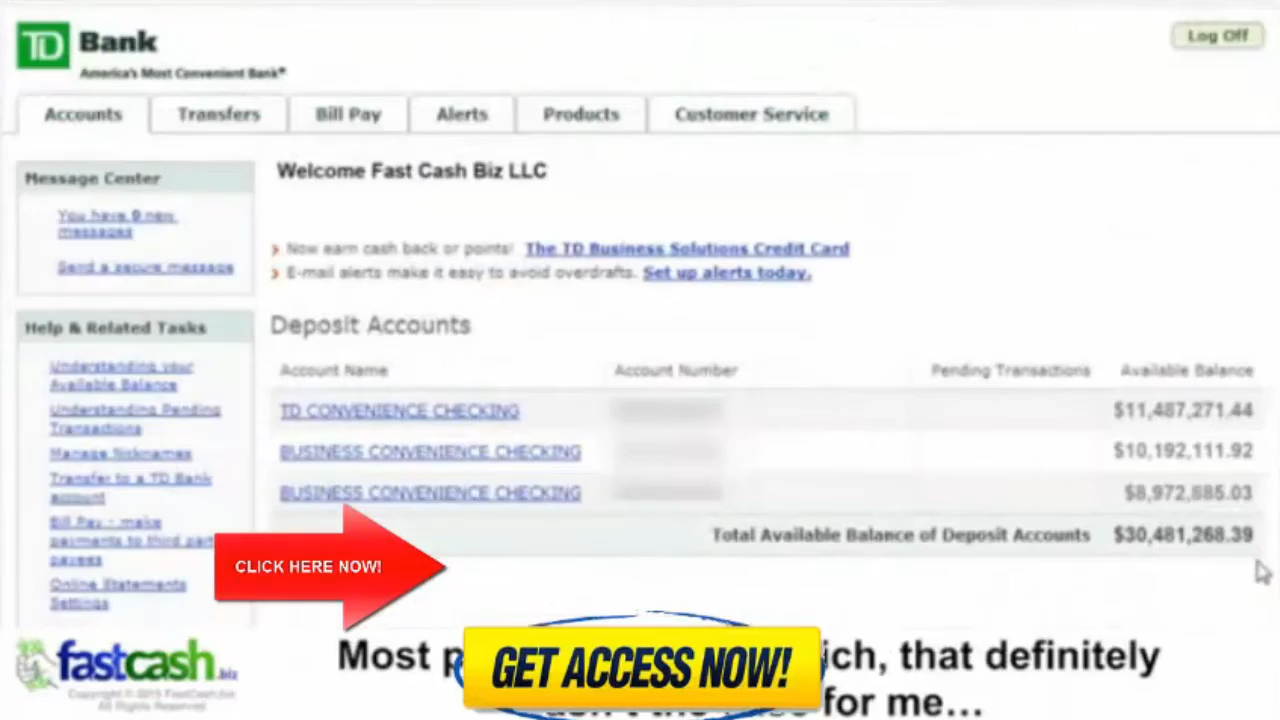 TD Bank
America's Most Convenient Bank®
Log Off
Accounts Transfers Bill Pay Alerts Products Customer Service
Message Center
You have 0 new
messages
Send a secure message
Welcome Fast Cash Biz LLC
Now earn cash back or points! The TD Business Solutions Credit Card
E-mail alerts make it easy to avoid overdrafts. Set up alerts today.
Help & Related Tasks
Understanding your
Available Balance
Understanding Pending
Transactions
Manage Nicknames
Transfer to a TD Bank
account
Bill Pay - make
payments to third part
payees
Online Statements
Settings
Deposit Accounts
Account Name Account Number Pending Transactions Available Balance
TD CONVENIENCE CHECKING $11,487,271.44
BUSINESS CONVENIENCE CHECKING $10,192,111.92
BUSINESS CONVENIENCE CHECKING $8,972,885.03
Total Available Balance of Deposit Accounts $30,481,268.39
CLICK HERE NOW!
fastcash.biz
Copyright © 2015 FastCash.biz
All Rights Reserved
Most ich, that definitely
for me...
GET ACCESS NOW!